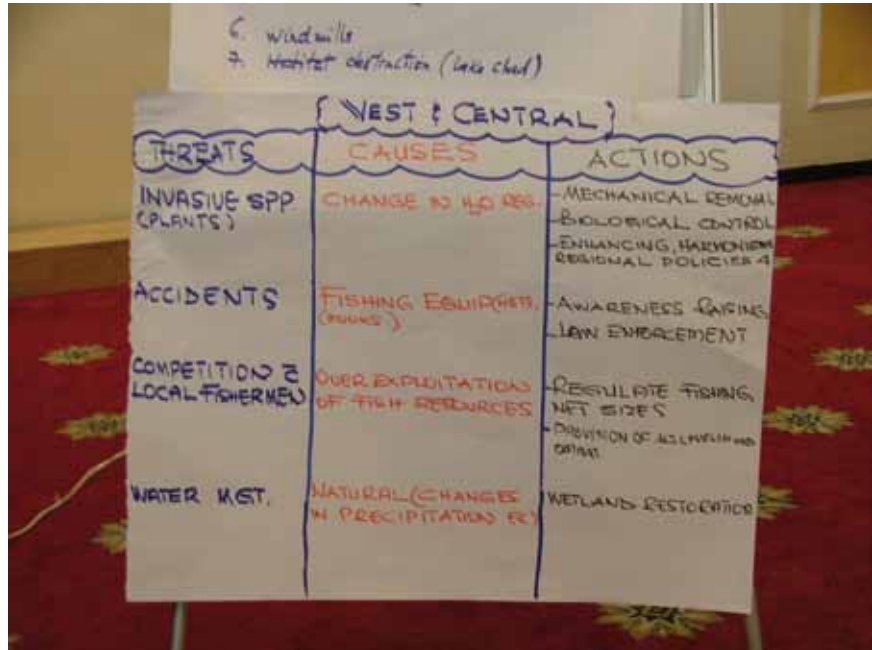 6. windmills
7. Habitat destruction (Lake Chad)
{ WEST & CENTRAL }
THREATS
CAUSES
ACTIONS
INVASIVE SPP
(PLANTS)
CHANGE IN H2O REG.
- MECHANICAL REMOVAL
- BIOLOGICAL CONTROL
- ENHANCING, HARMONISING
REGIONAL POLICIES
ACCIDENTS
FISHING EQUIP
(HOOKS)
- AWARENESS RAISING,
- LAW ENFORCEMENT
COMPETITION
LOCAL FISHERMEN
OVER EXPLOITATION
OF FISH RESOURCES
- REGULATE FISHING,
NET SIZES
- PROVISION OF
WATER MGT.
NATURAL (CHANGES
IN PRECIPITATION
WETLAND RESTORATION